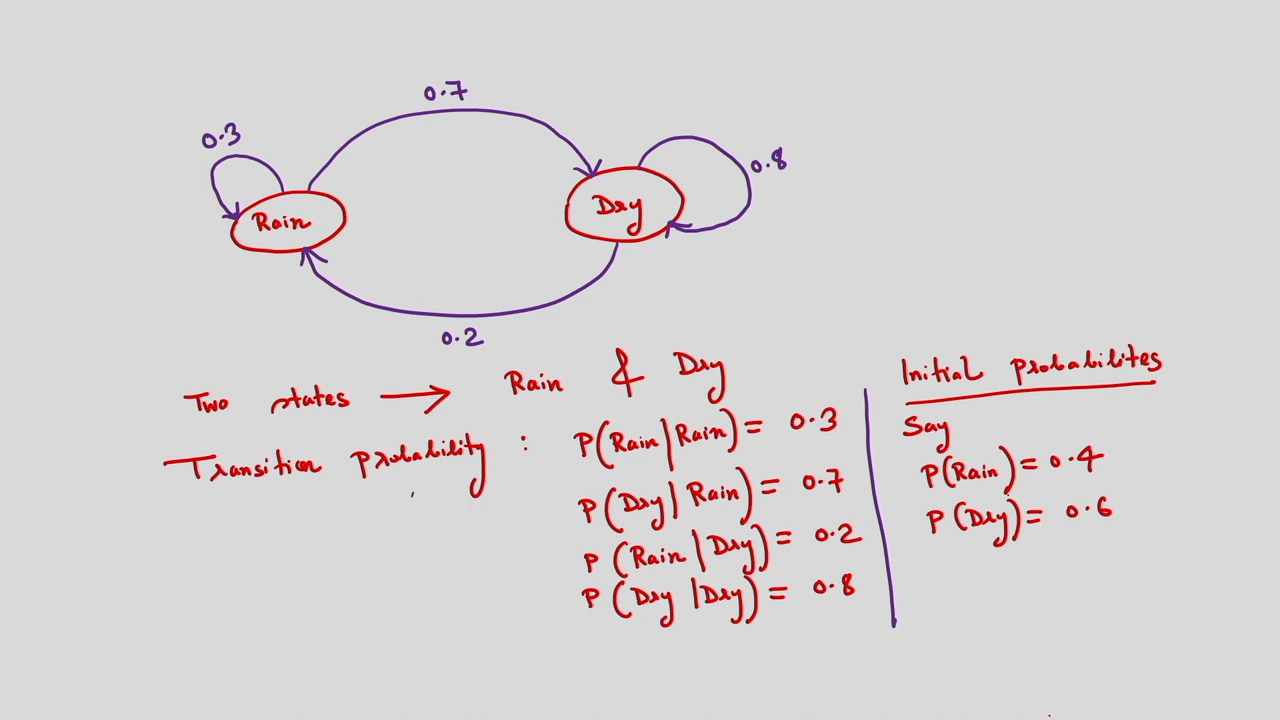 0.7
0.3
0.8
Rain
Dry
0.2
Two states → Rain & Dry
Transition probability : P(Rain|Rain) = 0.3
P(Dry|Rain) = 0.7
P(Rain|Dry) = 0.2
P(Dry|Dry) = 0.8
Initial probabilites
Say
P(Rain) = 0.4
P(Dry) = 0.6